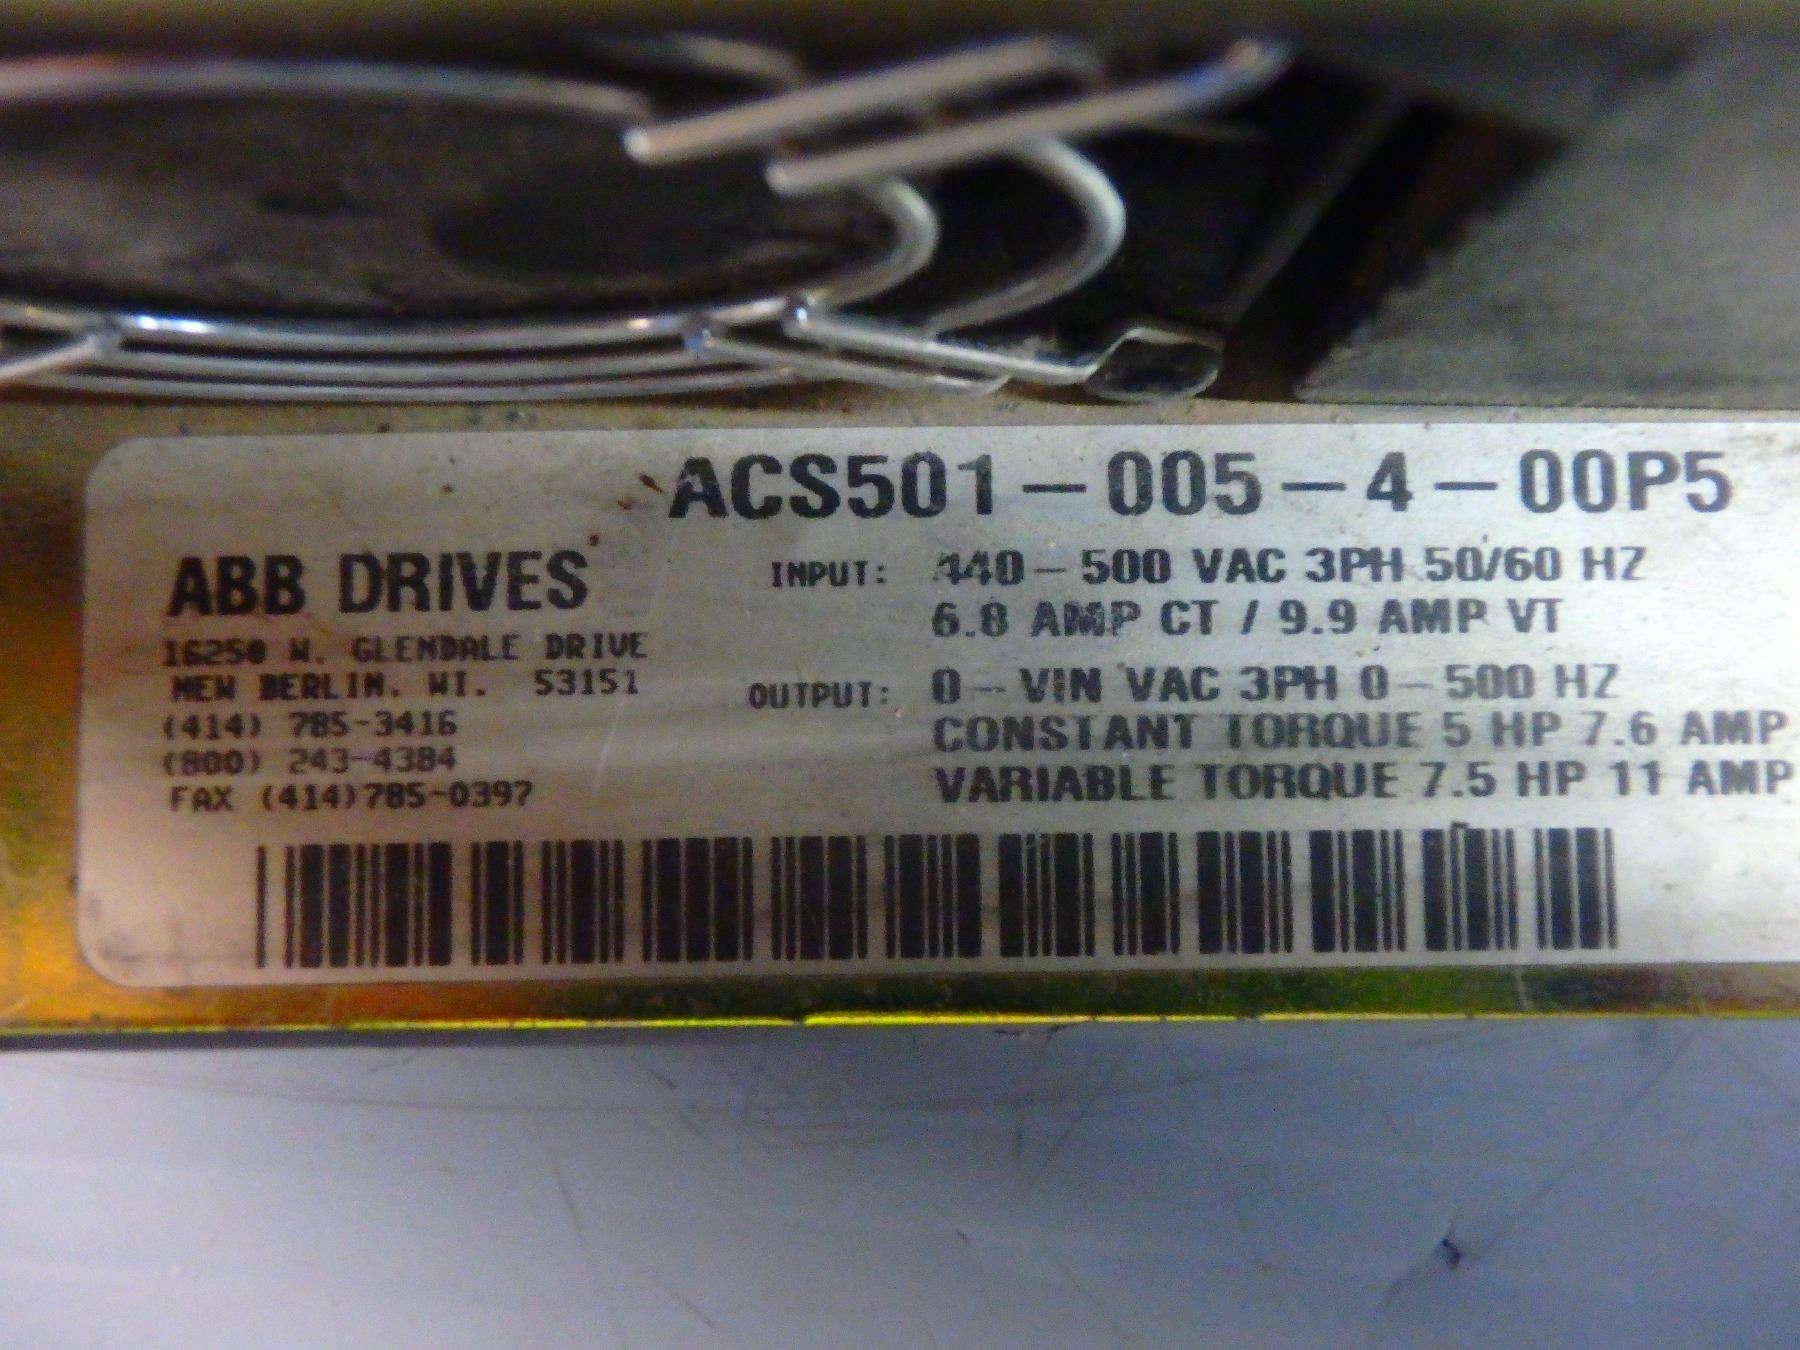 ACS501-005-4-00P5
ABB DRIVES
16250 W. GLENDALE DRIVE
NEW BERLIN, WI. 53151
(414) 785-3416
(800) 243-4384
FAX (414)785-0397
INPUT: 440-500 VAC 3PH 50/60 HZ
6.8 AMP CT / 9.9 AMP VT
OUTPUT: 0-VIN VAC 3PH 0-500 HZ
CONSTANT TORQUE 5 HP 7.6 AMP
VARIABLE TORQUE 7.5 HP 11 AMP